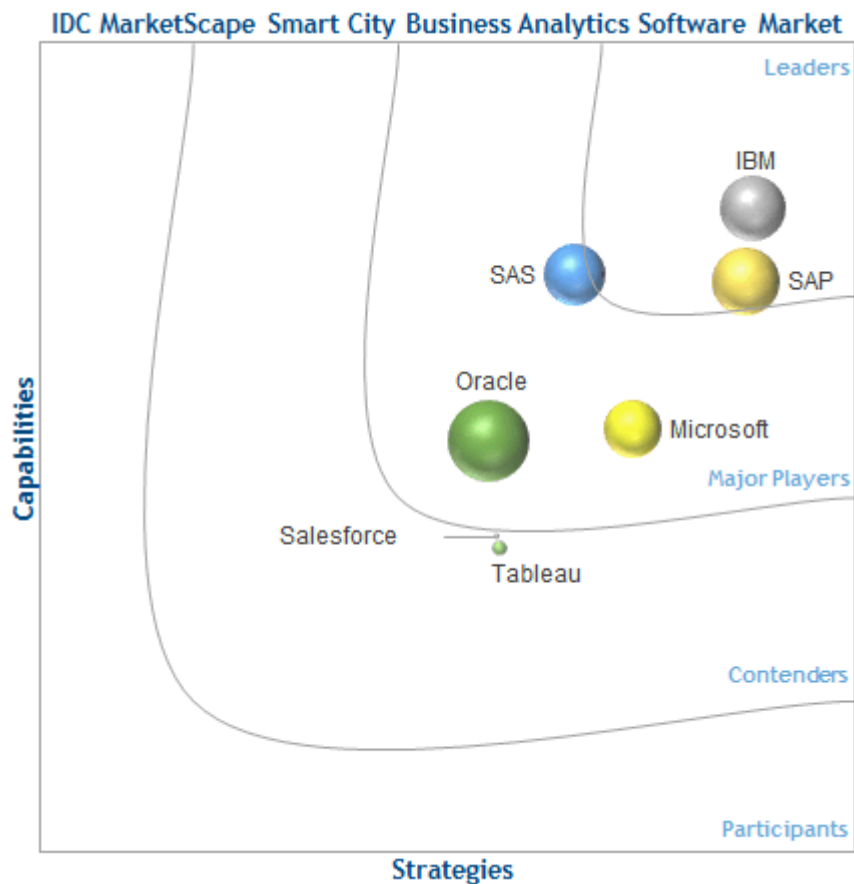 IDC MarketScape Smart City Business Analytics Software Market
Leaders
IBM
SAS
SAP
Oracle
Microsoft
Capabilities
Major Players
Salesforce
Tableau
Contenders
Participants
Strategies